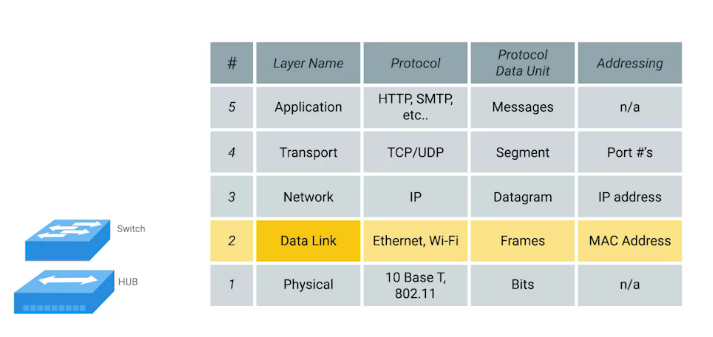 # Layer Name Protocol Protocol Data Unit Addressing
5 Application HTTP, SMTP, etc.. Messages n/a
4 Transport TCP/UDP Segment Port #'s
3 Network IP Datagram IP address
Switch
2 Data Link Ethernet, Wi-Fi Frames MAC Address
HUB
1 Physical 10 Base T, 802.11 Bits n/a